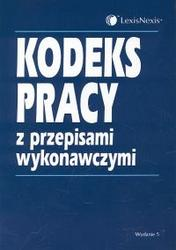 LexisNexis
KODEKS
PRACY
z przepisami
wykonawczymi
Wydanie 5